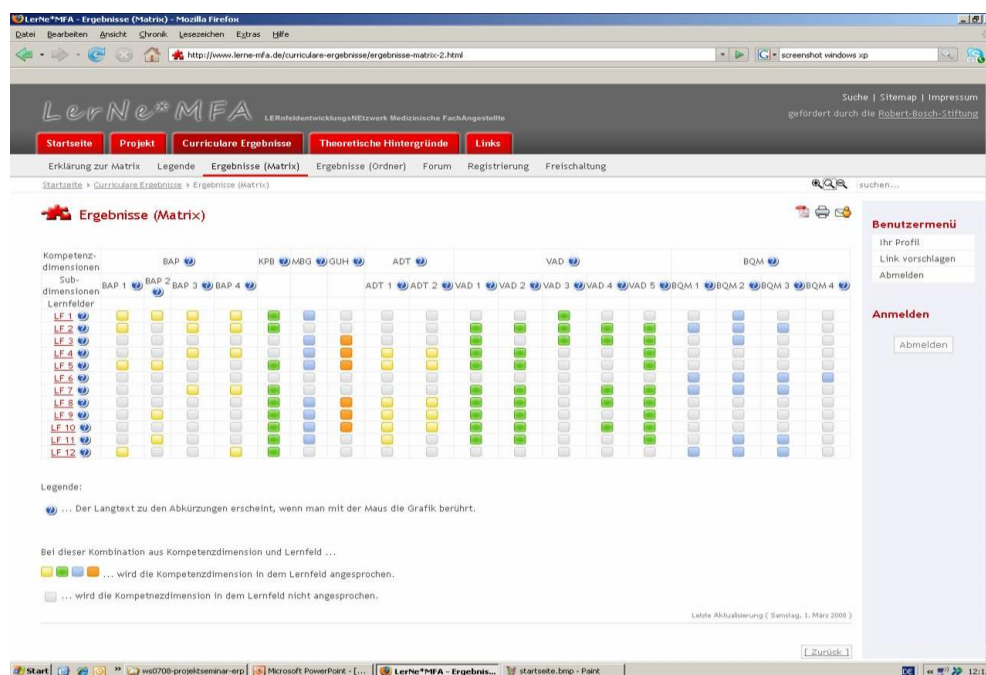 LerNe*MFA - Ergebnisse (Matrix) - Mozilla Firefox
Datei Bearbeiten Ansicht Chronik Lesezeichen Extras Hilfe
http://www.lerne-mfa.de/curriculare-ergebnisse/ergebnisse-matrix-2.html screenshot windows xp
Suche | Sitemap | Impressum
LerNe*MFA LERnfeldentwicklungsNEtzwerk Medizinische FachAngestellte gefördert durch die Robert-Bosch-Stiftung
Startseite Projekt Curriculare Ergebnisse Theoretische Hintergründe Links
Erklärung zur Matrix Legende Ergebnisse (Matrix) Ergebnisse (Ordner) Forum Registrierung Freischaltung
Startseite Curriculare Ergebnisse Ergebnisse (Matrix) suchen...
Ergebnisse (Matrix)
Benutzermenü
Ihr Profil
Link vorschlagen
Abmelden
Anmelden
Abmelden
Kompetenz-dimensionen BAP KPB MBG GUH ADT VAD BQM
Sub-dimensionen BAP 1 BAP 2 BAP 3 BAP 4 ADT 1 ADT 2 VAD 1 VAD 2 VAD 3 VAD 4 VAD 5 BQM 1 BQM 2 BQM 3 BQM 4
Lernfelder
LF 1
LF 2
LF 3
LF 4
LF 5
LF 6
LF 7
LF 8
LF 9
LF 10
LF 11
LF 12
Legende:
... Der Langtext zu den Abkürzungen erscheint, wenn man mit der Maus die Grafik berührt.
Bei dieser Kombination aus Kompetenzdimension und Lernfeld ...
... wird die Kompetenzdimension in dem Lernfeld angesprochen.
... wird die Kompetnezdimension in dem Lernfeld nicht angesprochen.
Letzte Aktualisierung ( Samstag, 1. März 2008 )
[ Zurück ]
Start ws0708-projektseminar-erp Microsoft PowerPoint - [... LerNe*MFA - Ergebnis... startseite.bmp - Paint DE 12:1